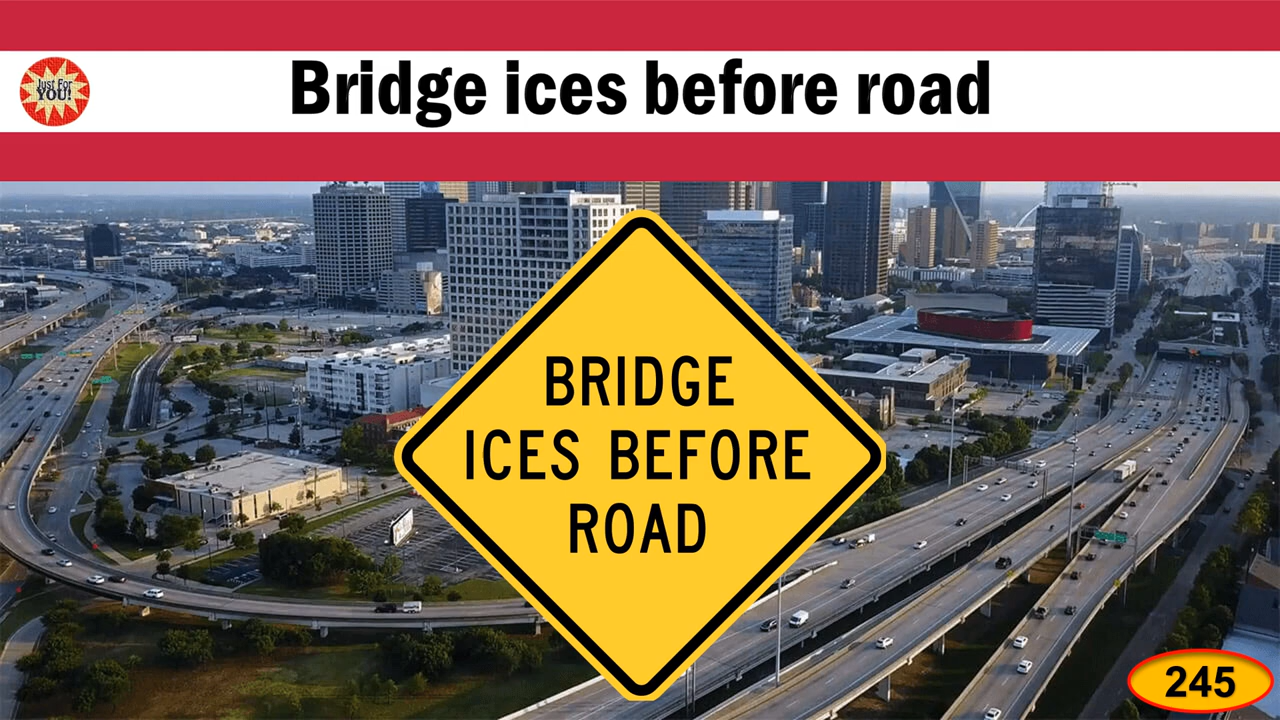 Bridge ices before road
Just For
YOU!
BRIDGE
ICES BEFORE
ROAD
245